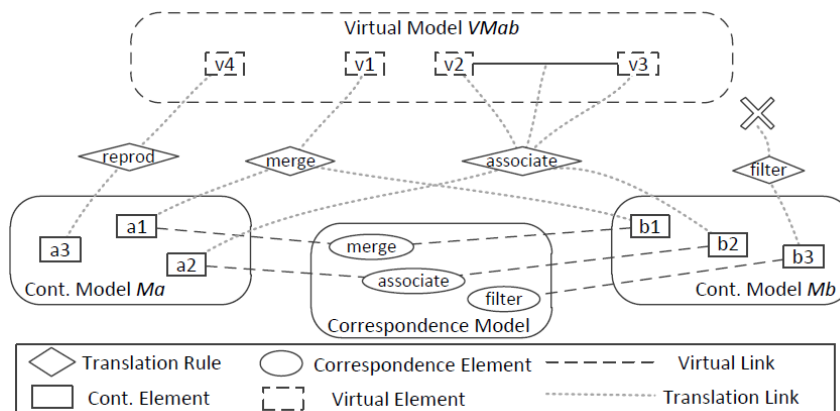 Virtual Model VMab
v4 v1 v2 v3
reprod merge associate filter
a1 b1
a3 a2 merge b2 b3
associate
filter
Cont. Model Ma Cont. Model Mb
Correspondence Model
Translation Rule Correspondence Element Virtual Link
Cont. Element Virtual Element Translation Link